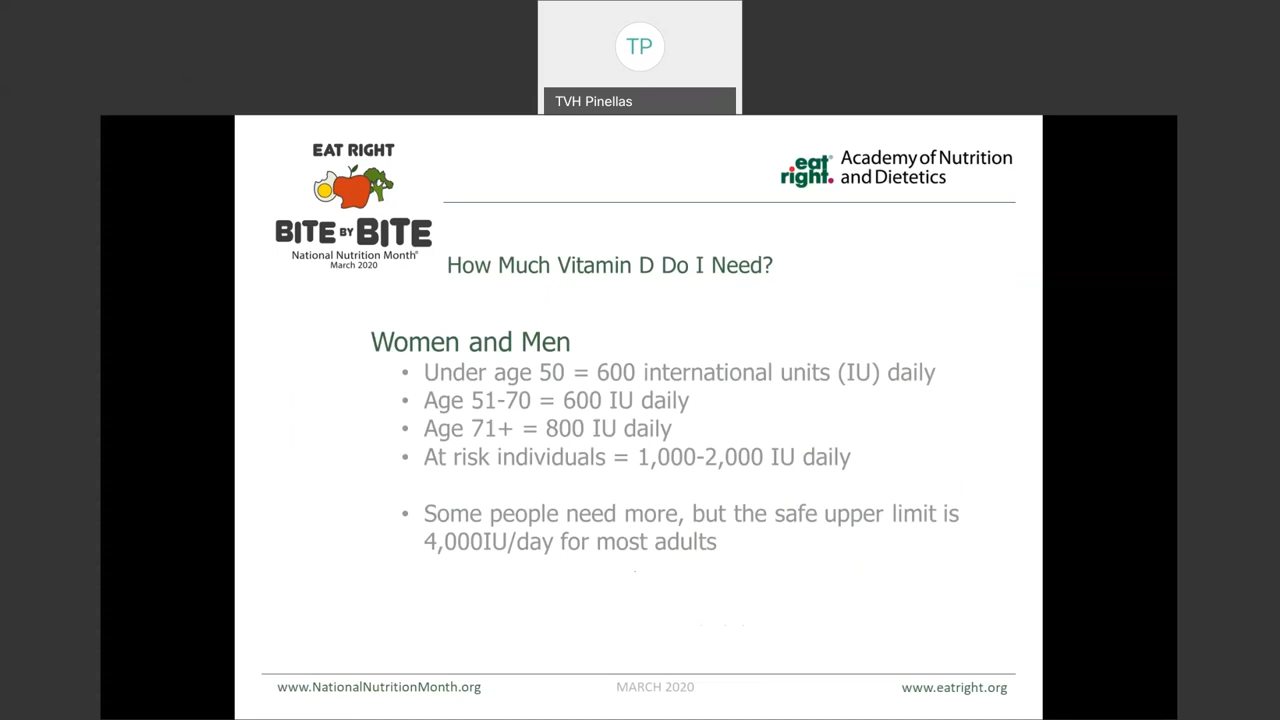 TP
TVH Pinellas
EAT RIGHT
BITE BY BITE
National Nutrition Month®
March 2020
eat right.
Academy of Nutrition
and Dietetics
How Much Vitamin D Do I Need?
Women and Men
• Under age 50 = 600 international units (IU) daily
• Age 51-70 = 600 IU daily
• Age 71+ = 800 IU daily
• At risk individuals = 1,000-2,000 IU daily
• Some people need more, but the safe upper limit is
4,000IU/day for most adults
www.NationalNutritionMonth.org
MARCH 2020
www.eatright.org